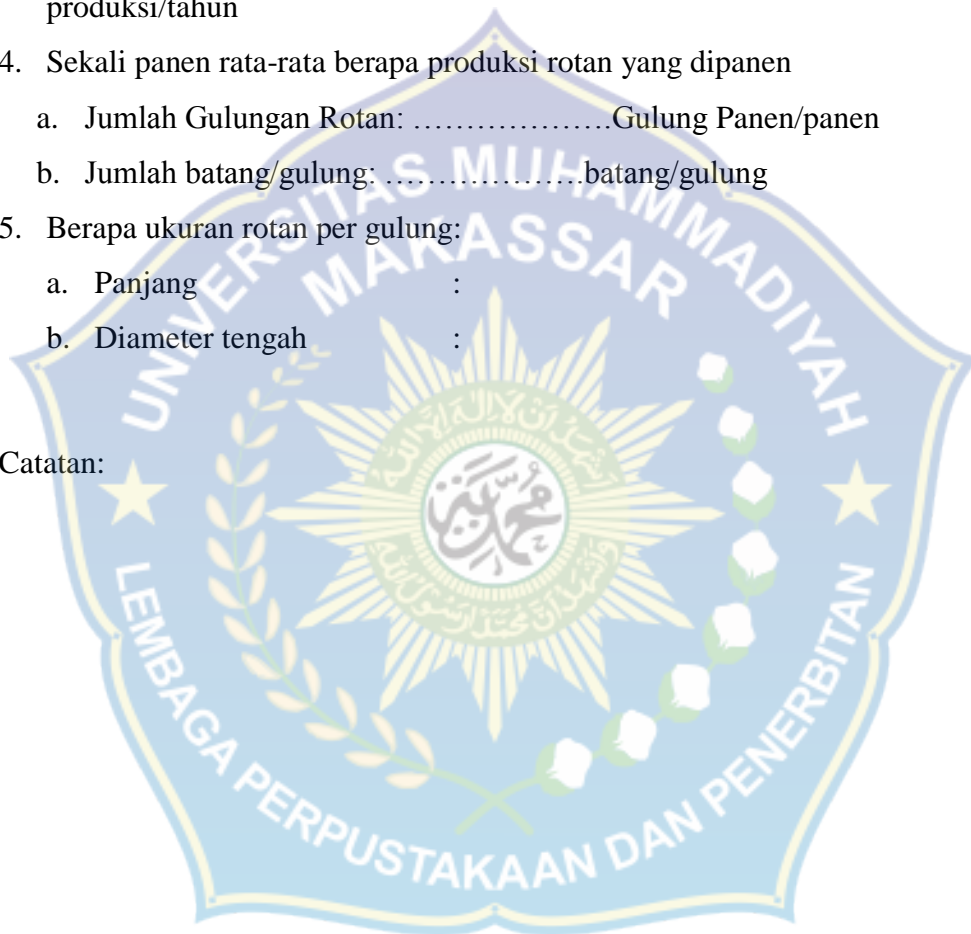 produksi/tahun
4. Sekali panen rata-rata berapa produksi rotan yang dipanen
a. Jumlah Gulungan Rotan: ………………. Gulung Panen/panen
b. Jumlah batang/gulung: ……………….batang/gulung
5. Berapa ukuran rotan per gulung:
a. Panjang :
b. Diameter tengah :
Catatan:
UNIVERSITAS MUHAMMADIYAH
MAKASSAR
LEMBAGA PERPUSTAKAAN DAN PENERBITAN
محمدية